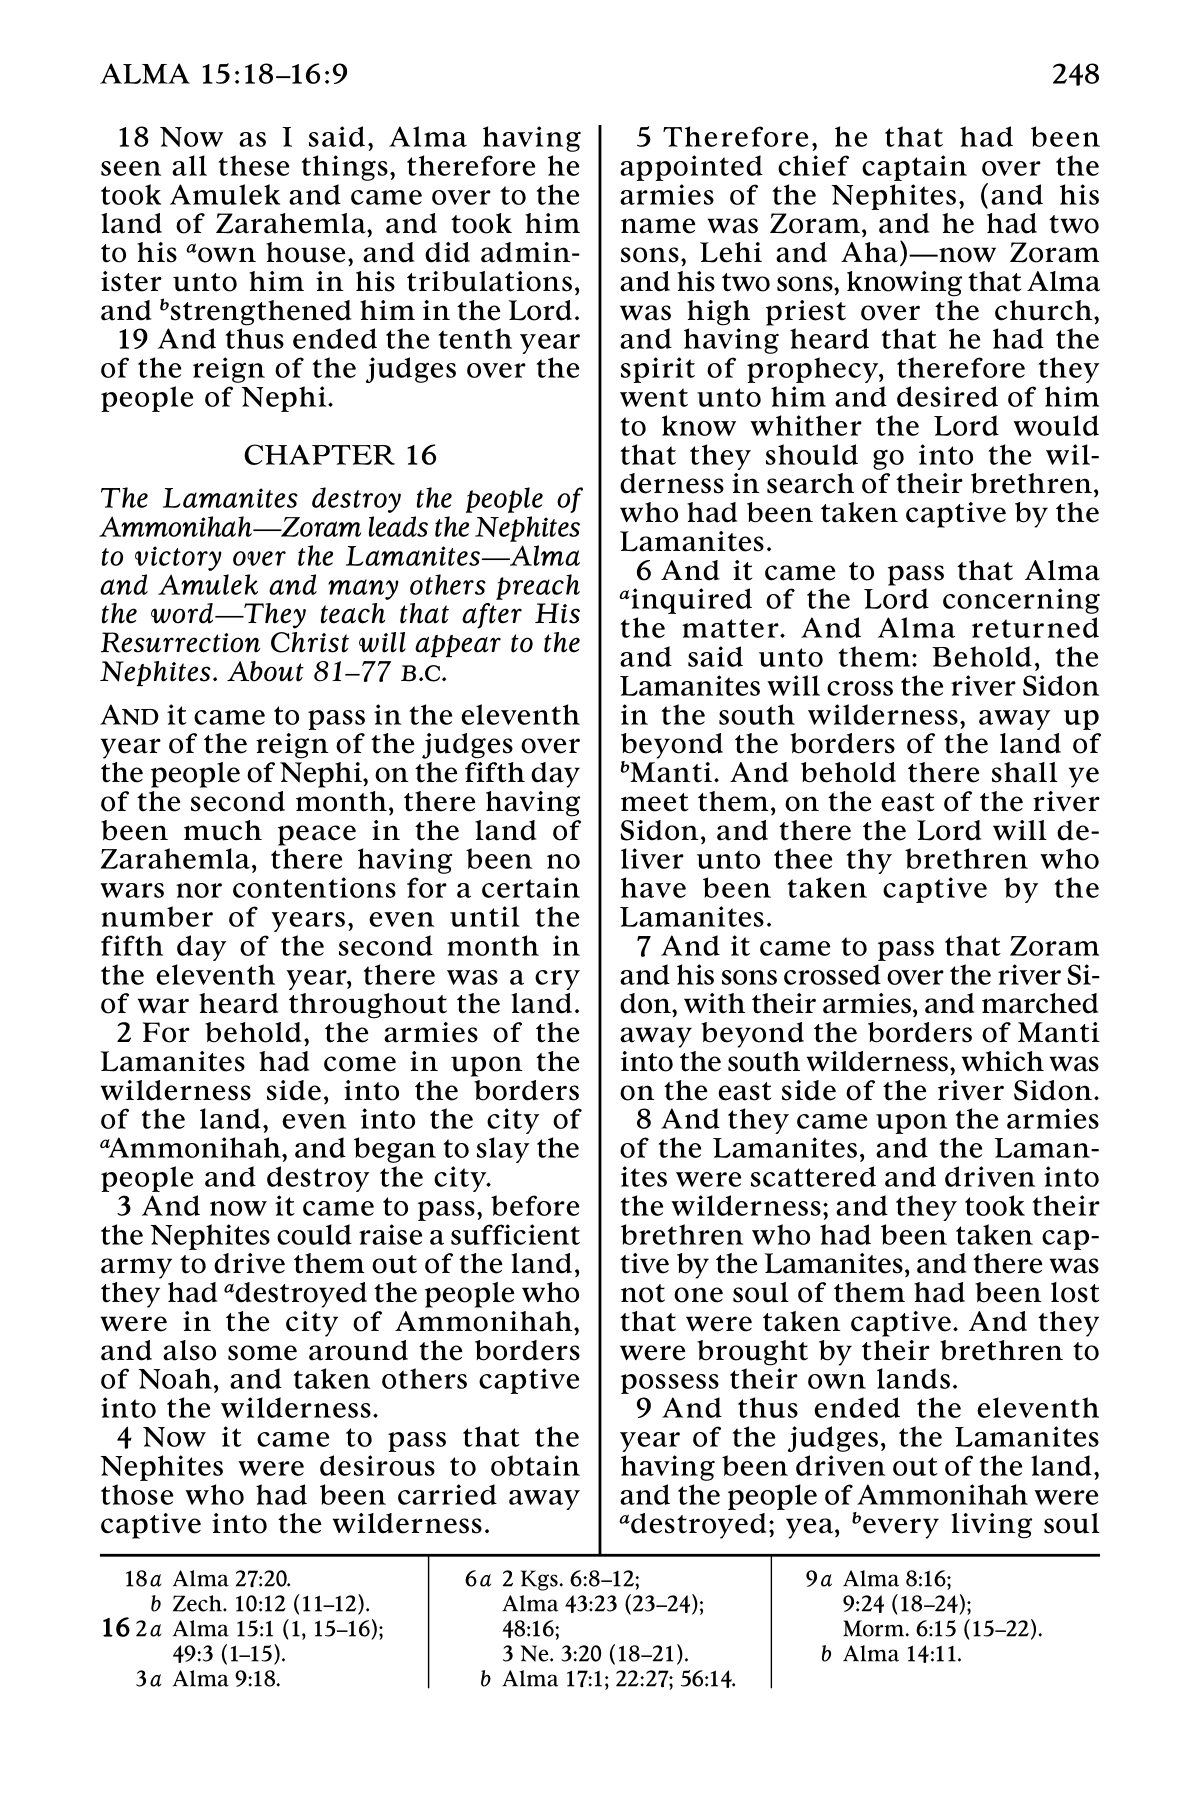 ALMA 15:18–16:9
248
18 Now as I said, Alma having
seen all these things, therefore he
took Amulek and came over to the
land of Zarahemla, and took him
to his aown house, and did admin-
ister unto him in his tribulations,
and bstrengthened him in the Lord.
19 And thus ended the tenth year
of the reign of the judges over the
people of Nephi.
CHAPTER 16
The Lamanites destroy the people of
Ammonihah—Zoram leads the Nephites
to victory over the Lamanites—Alma
and Amulek and many others preach
the word—They teach that after His
Resurrection Christ will appear to the
Nephites. About 81–77 B.C.
AND it came to pass in the eleventh
year of the reign of the judges over
the people of Nephi, on the fifth day
of the second month, there having
been much peace in the land of
Zarahemla, there having been no
wars nor contentions for a certain
number of years, even until the
fifth day of the second month in
the eleventh year, there was a cry
of war heard throughout the land.
2 For behold, the armies of the
Lamanites had come in upon the
wilderness side, into the borders
of the land, even into the city of
aAmmonihah, and began to slay the
people and destroy the city.
3 And now it came to pass, before
the Nephites could raise a sufficient
army to drive them out of the land,
they had adestroyed the people who
were in the city of Ammonihah,
and also some around the borders
of Noah, and taken others captive
into the wilderness.
4 Now it came to pass that the
Nephites were desirous to obtain
those who had been carried away
captive into the wilderness.
5 Therefore, he that had been
appointed chief captain over the
armies of the Nephites, (and his
name was Zoram, and he had two
sons, Lehi and Aha)—now Zoram
and his two sons, knowing that Alma
was high priest over the church,
and having heard that he had the
spirit of prophecy, therefore they
went unto him and desired of him
to know whither the Lord would
that they should go into the wil-
derness in search of their brethren,
who had been taken captive by the
Lamanites.
6 And it came to pass that Alma
ainquired of the Lord concerning
the matter. And Alma returned
and said unto them: Behold, the
Lamanites will cross the river Sidon
in the south wilderness, away up
beyond the borders of the land of
bManti. And behold there shall ye
meet them, on the east of the river
Sidon, and there the Lord will de-
liver unto thee thy brethren who
have been taken captive by the
Lamanites.
7 And it came to pass that Zoram
and his sons crossed over the river Si-
don, with their armies, and marched
away beyond the borders of Manti
into the south wilderness, which was
on the east side of the river Sidon.
8 And they came upon the armies
of the Lamanites, and the Laman-
ites were scattered and driven into
the wilderness; and they took their
brethren who had been taken cap-
tive by the Lamanites, and there was
not one soul of them had been lost
that were taken captive. And they
were brought by their brethren to
possess their own lands.
9 And thus ended the eleventh
year of the judges, the Lamanites
having been driven out of the land,
and the people of Ammonihah were
adestroyed; yea, bevery living soul
18a Alma 27:20.
b Zech. 10:12 (11–12).
16 2a Alma 15:1 (1, 15–16);
49:3 (1–15).
3a Alma 9:18.
6a 2 Kgs. 6:8–12;
Alma 43:23 (23–24);
48:16;
3 Ne. 3:20 (18–21).
b Alma 17:1; 22:27; 56:14.
9a Alma 8:16;
9:24 (18–24);
Morm. 6:15 (15–22).
b Alma 14:11.